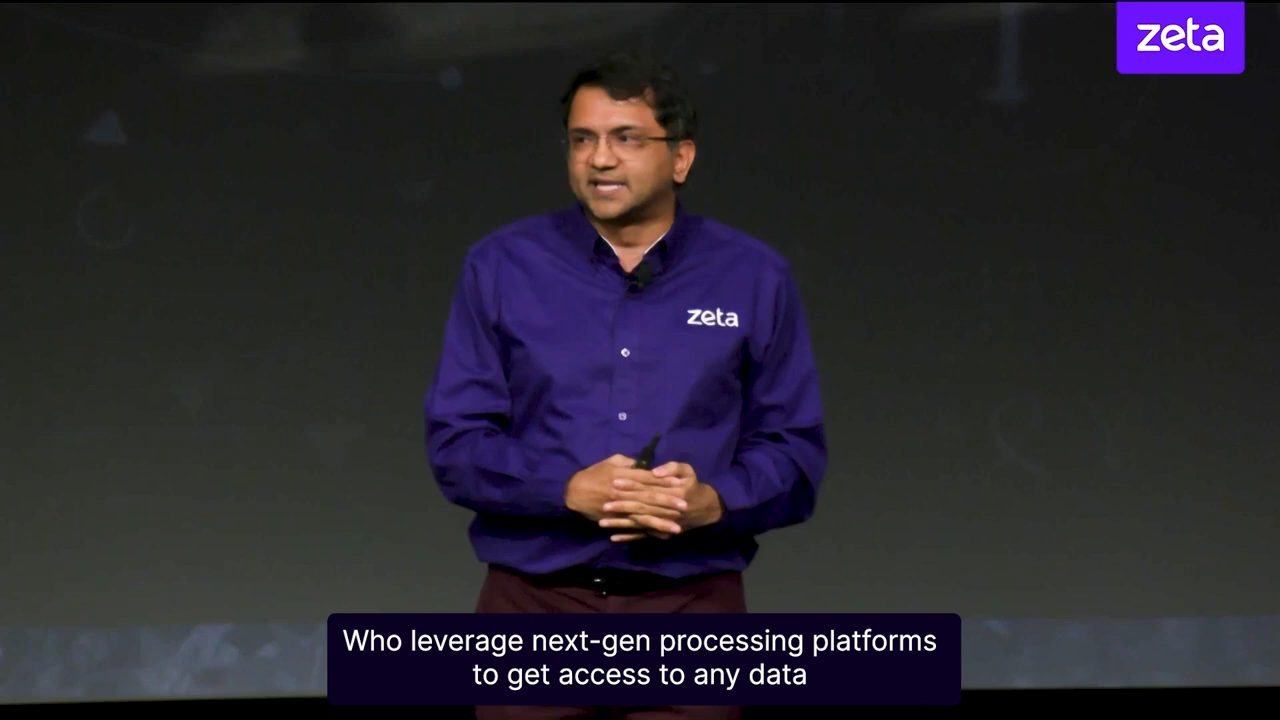 zeta
zeta
Who leverage next-gen processing platforms
to get access to any data